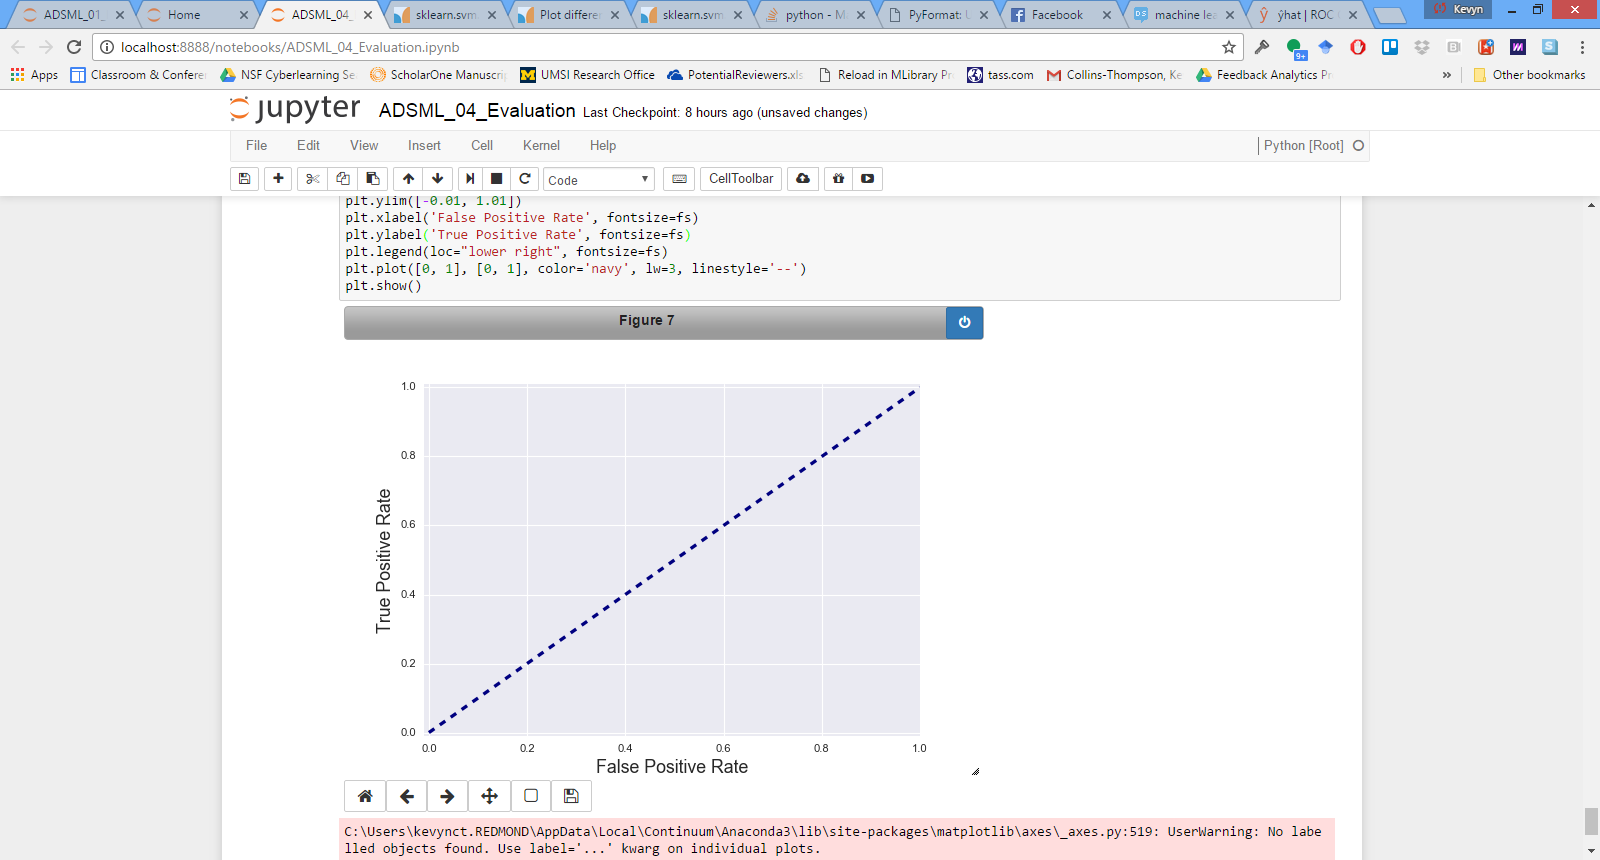 ADSML_01_
Home
ADSML_04_
sklearn.svm
Plot differe
sklearn.svm
python - M
PyFormat: U
Facebook
machine le
ŷhat | ROC
Kevyn
localhost:8888/notebooks/ADSML_04_Evaluation.ipynb
9+
Apps
Classroom & Confere
NSF Cyberlearning Se
ScholarOne Manuscrip
UMSI Research Office
PotentialReviewers.xls
Reload in MLibrary Pr
tass.com
Collins-Thompson, Ke
Feedback Analytics Pr
»
Other bookmarks
jupyter
ADSML_04_Evaluation
Last Checkpoint: 8 hours ago (unsaved changes)
File
Edit
View
Insert
Cell
Kernel
Help
Python [Root]
Code
CellToolbar
plt.ylim([-0.01, 1.01])
plt.xlabel('False Positive Rate', fontsize=fs)
plt.ylabel('True Positive Rate', fontsize=fs)
plt.legend(loc="lower right", fontsize=fs)
plt.plot([0, 1], [0, 1], color='navy', lw=3, linestyle='--')
plt.show()
Figure 7
1.0
0.8
0.6
0.4
0.2
0.0
True Positive Rate
0.0
0.2
0.4
0.6
0.8
1.0
False Positive Rate
C:\Users\kevynct.REDMOND\AppData\Local\Continuum\Anaconda3\lib\site-packages\matplotlib\axes\_axes.py:519: UserWarning: No labe
lled objects found. Use label='...' kwarg on individual plots.